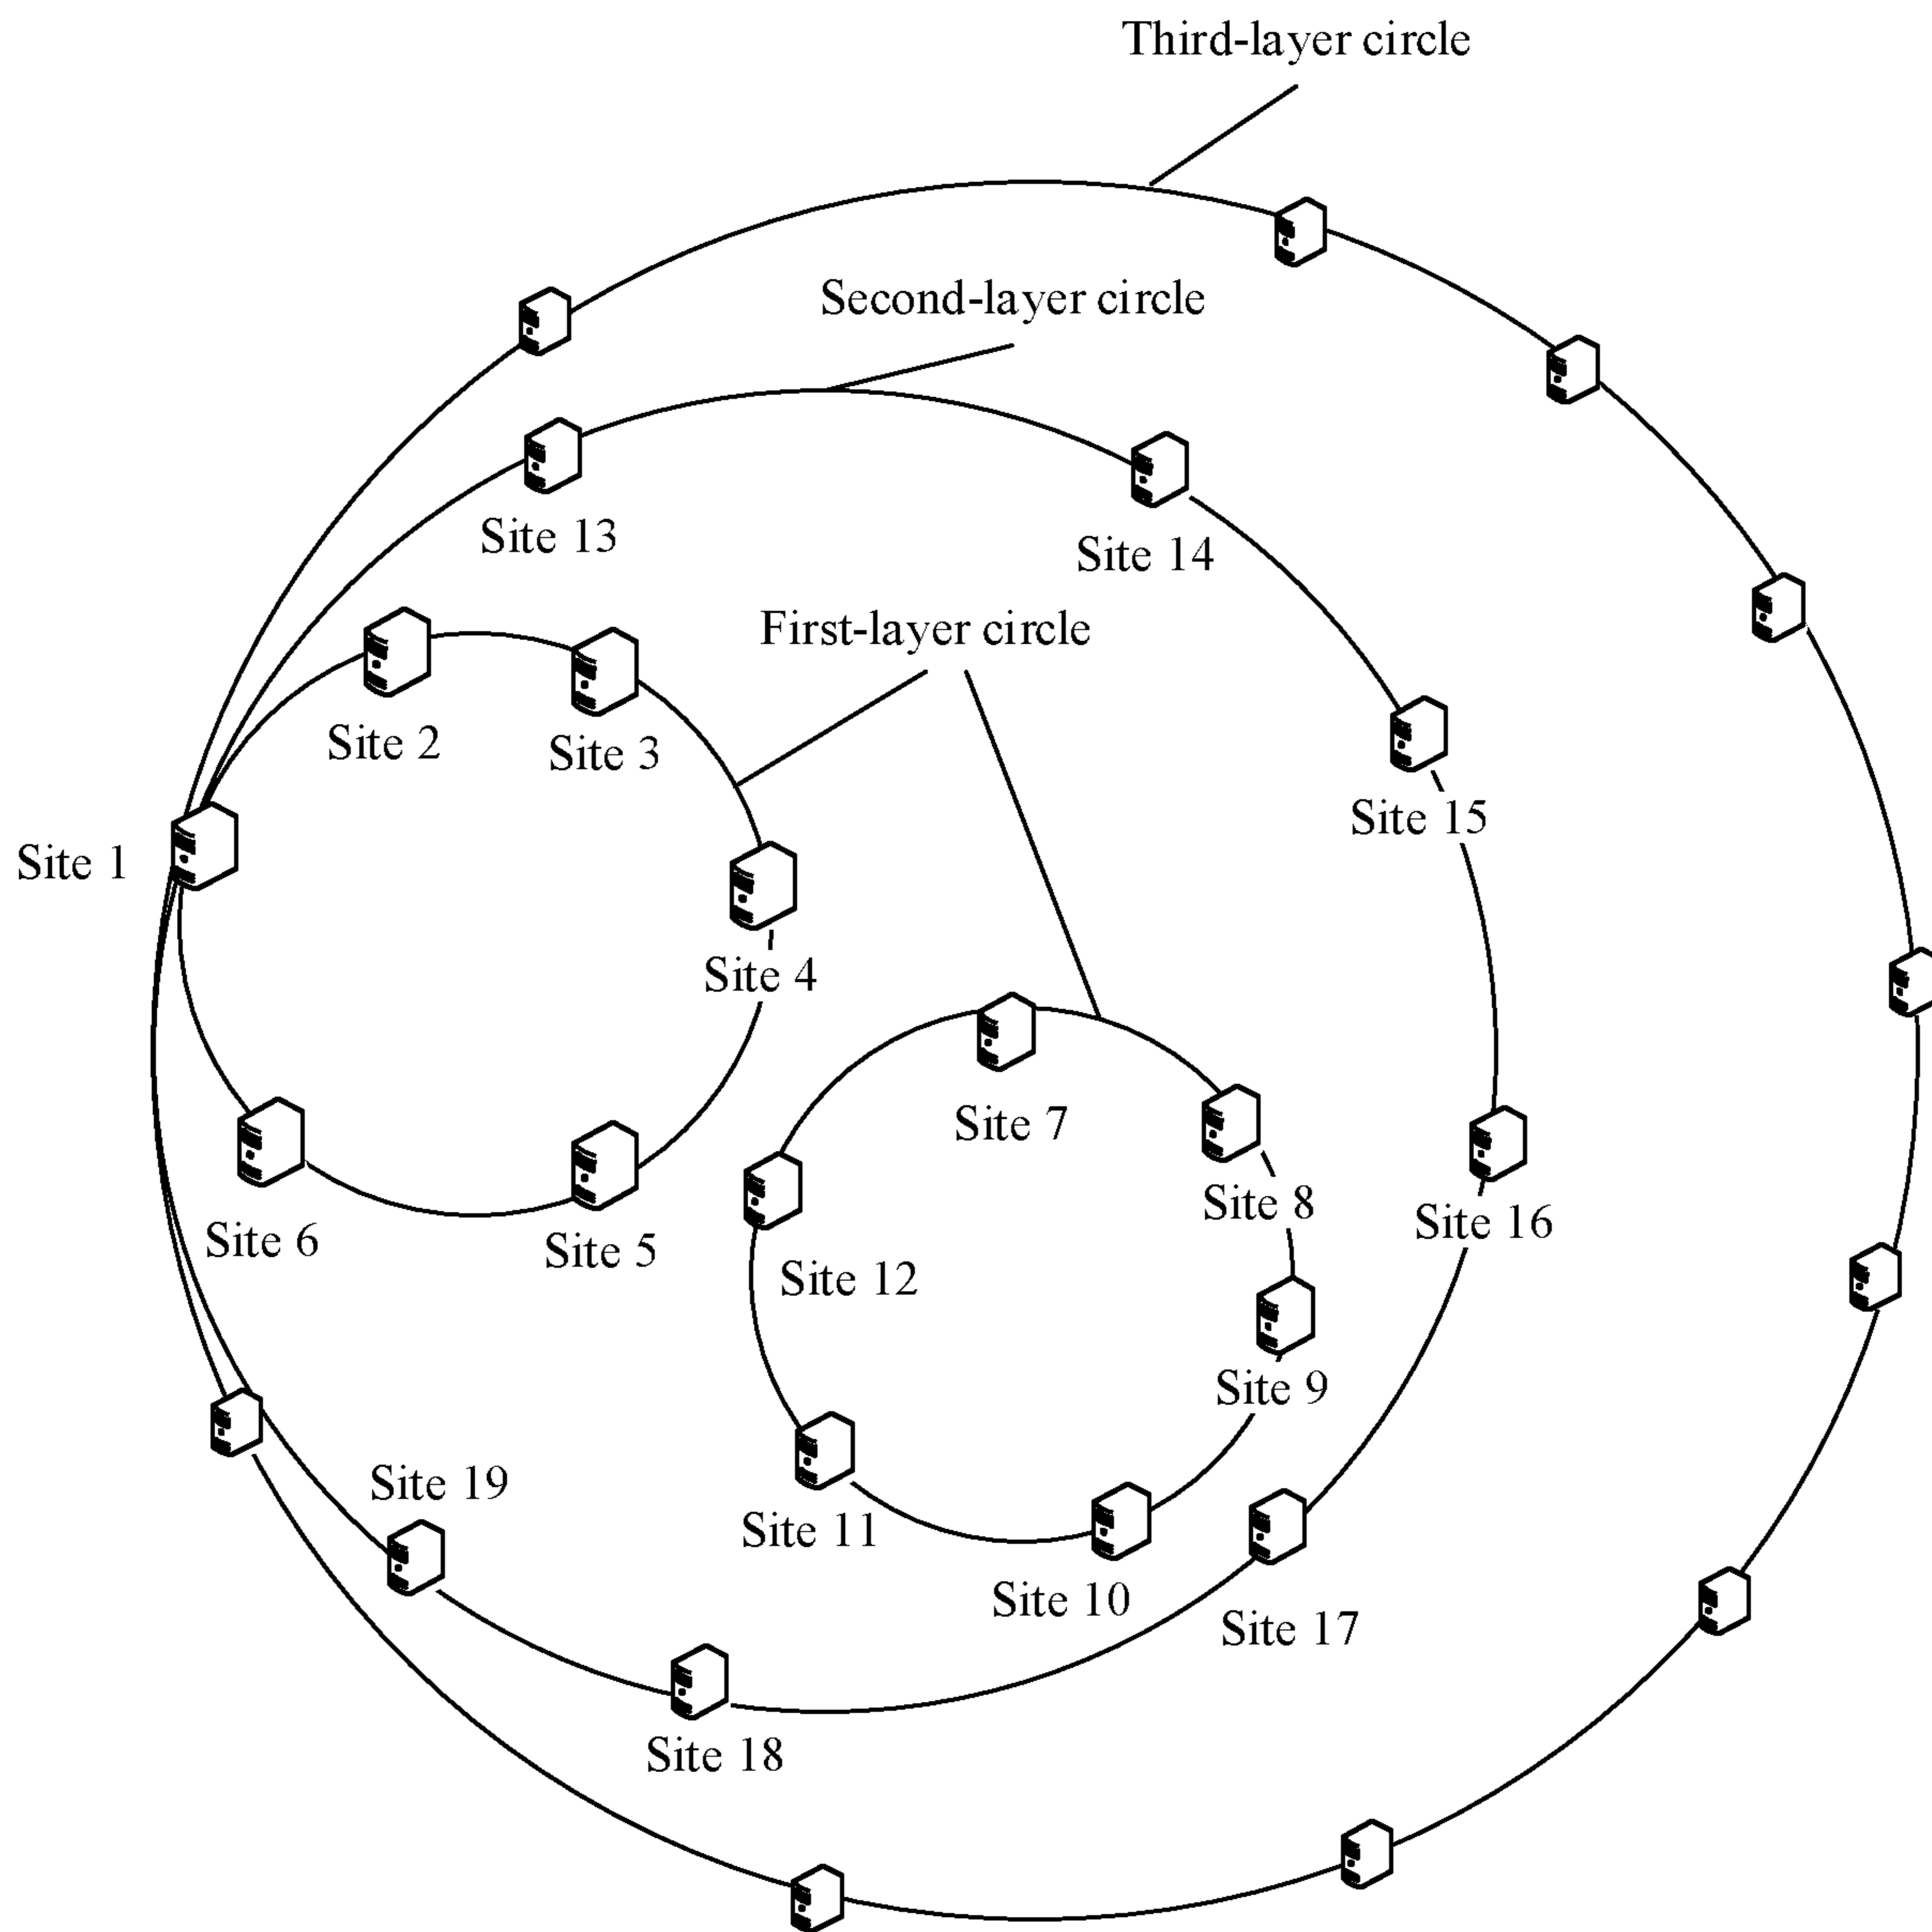 Third-layer circle
Second-layer circle
Site 13
Site 14
First-layer circle
Site 2
Site 3
Site 15
Site 1
Site 4
Site 7
Site 8
Site 16
Site 6
Site 5
Site 12
Site 9
Site 19
Site 11
Site 10
Site 17
Site 18